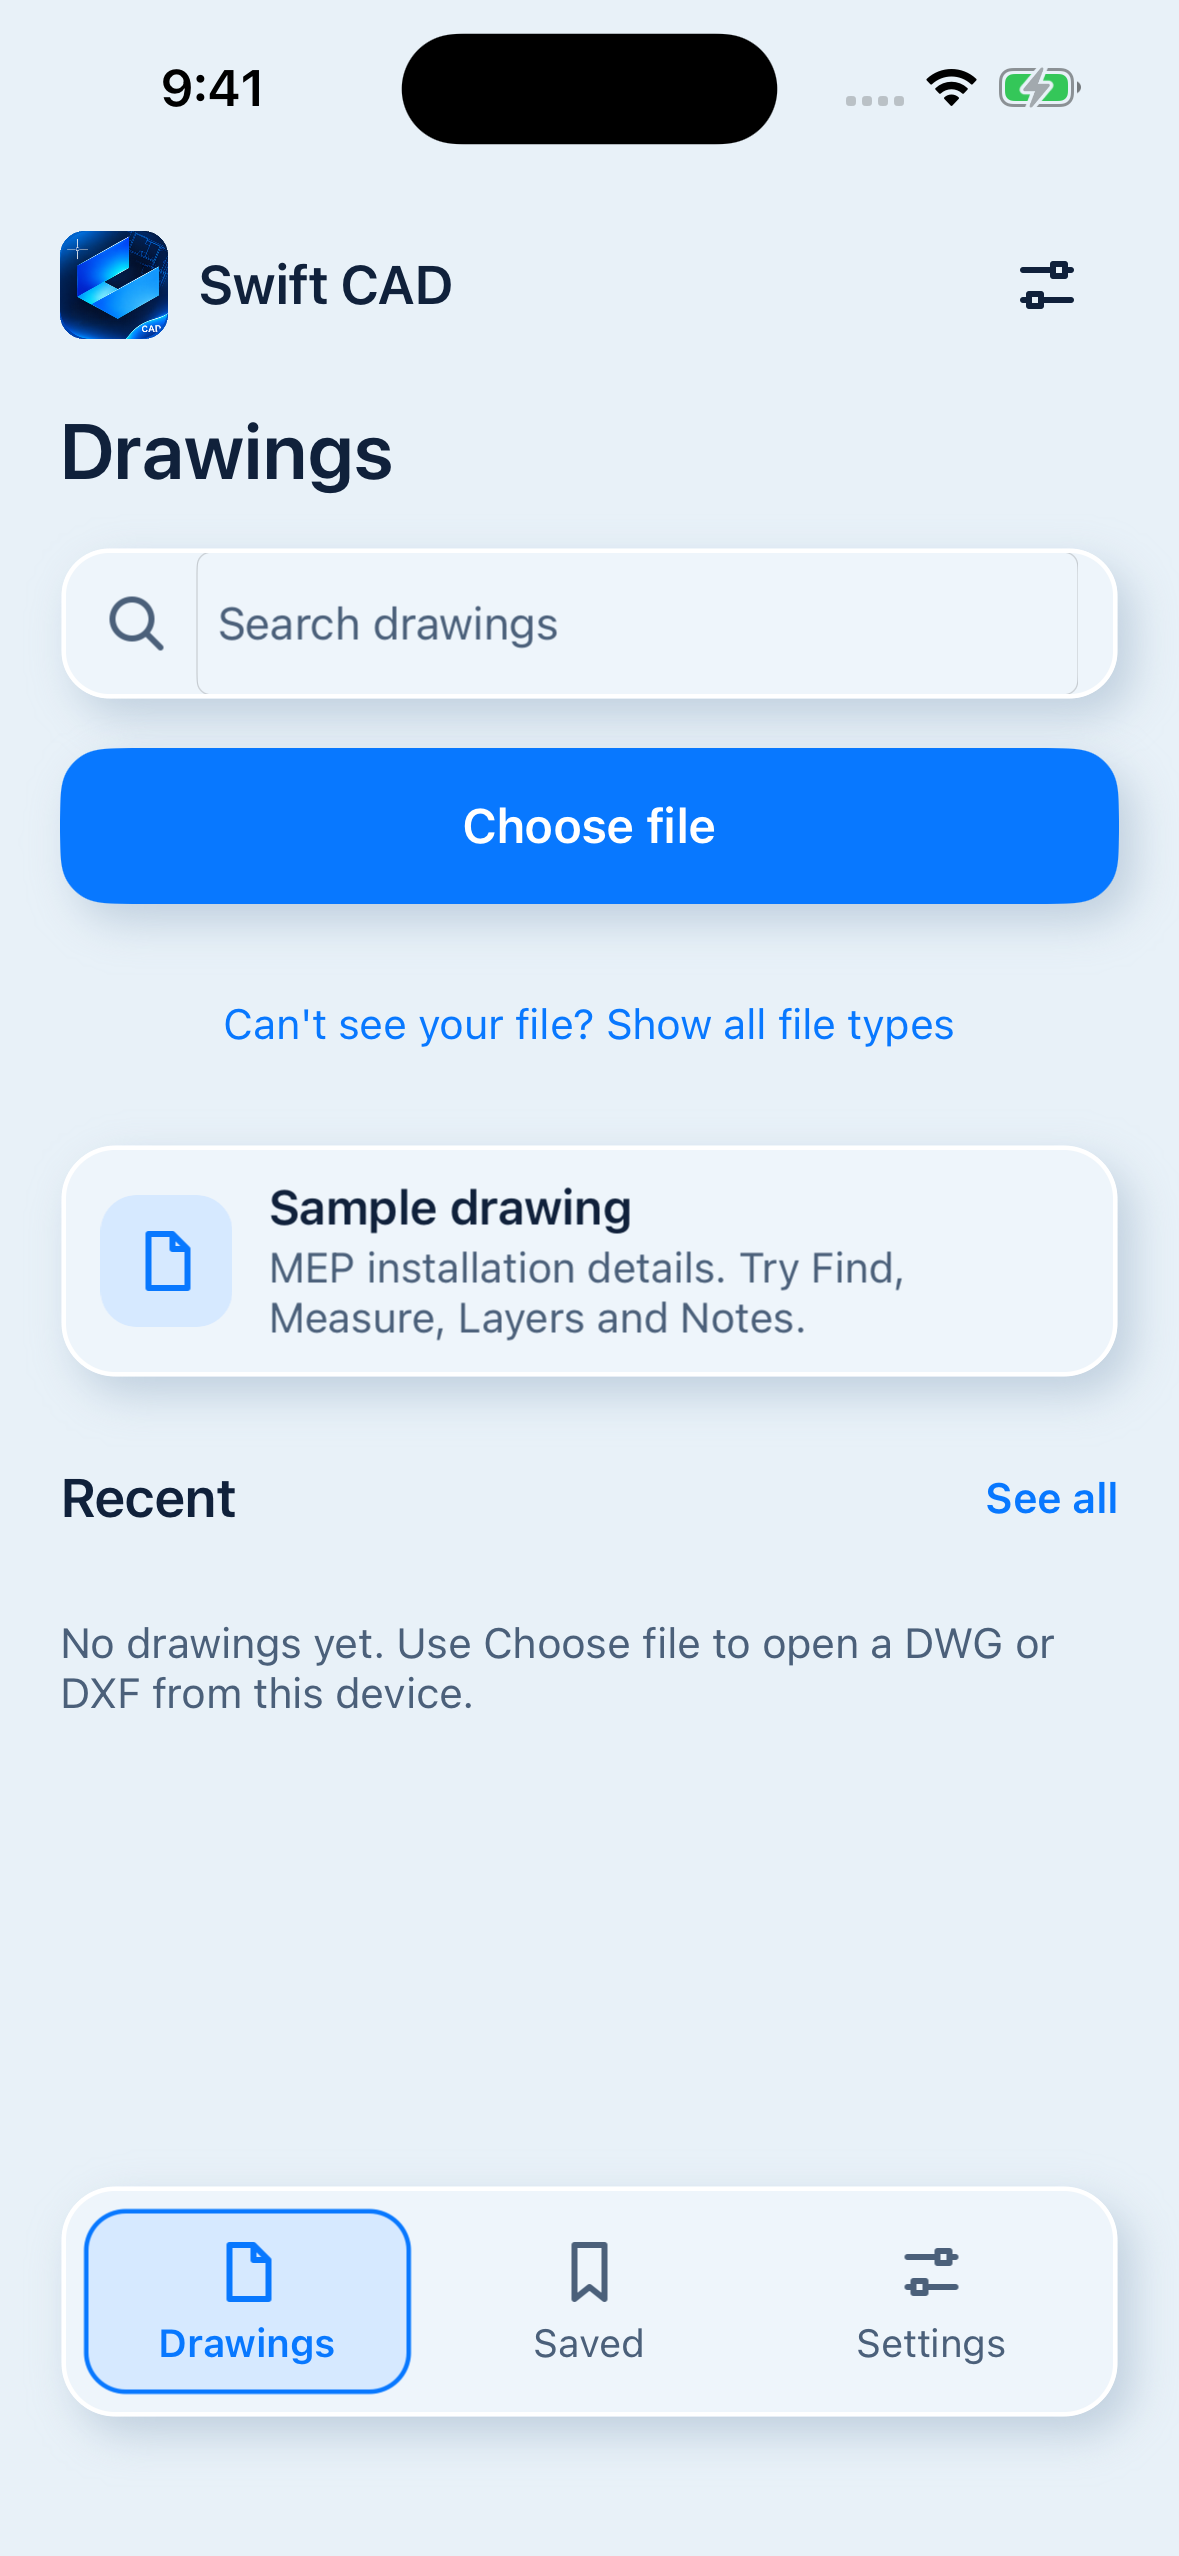 9:41
CAD
Swift CAD
Drawings
Search drawings
Choose file
Can't see your file? Show all file types
Sample drawing
MEP installation details. Try Find,
Measure, Layers and Notes.
Recent
See all
No drawings yet. Use Choose file to open a DWG or
DXF from this device.
Drawings
Saved
Settings